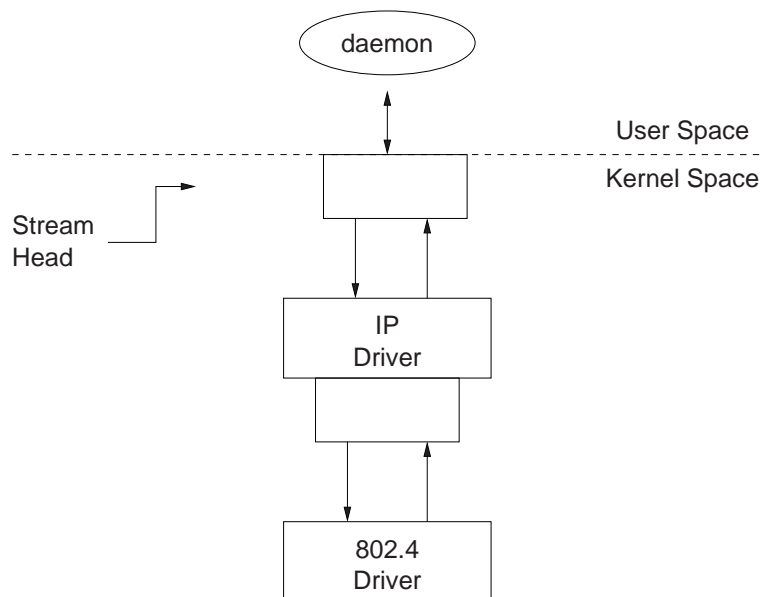 daemon
User Space
Kernel Space
Stream
Head
IP
Driver
802.4
Driver